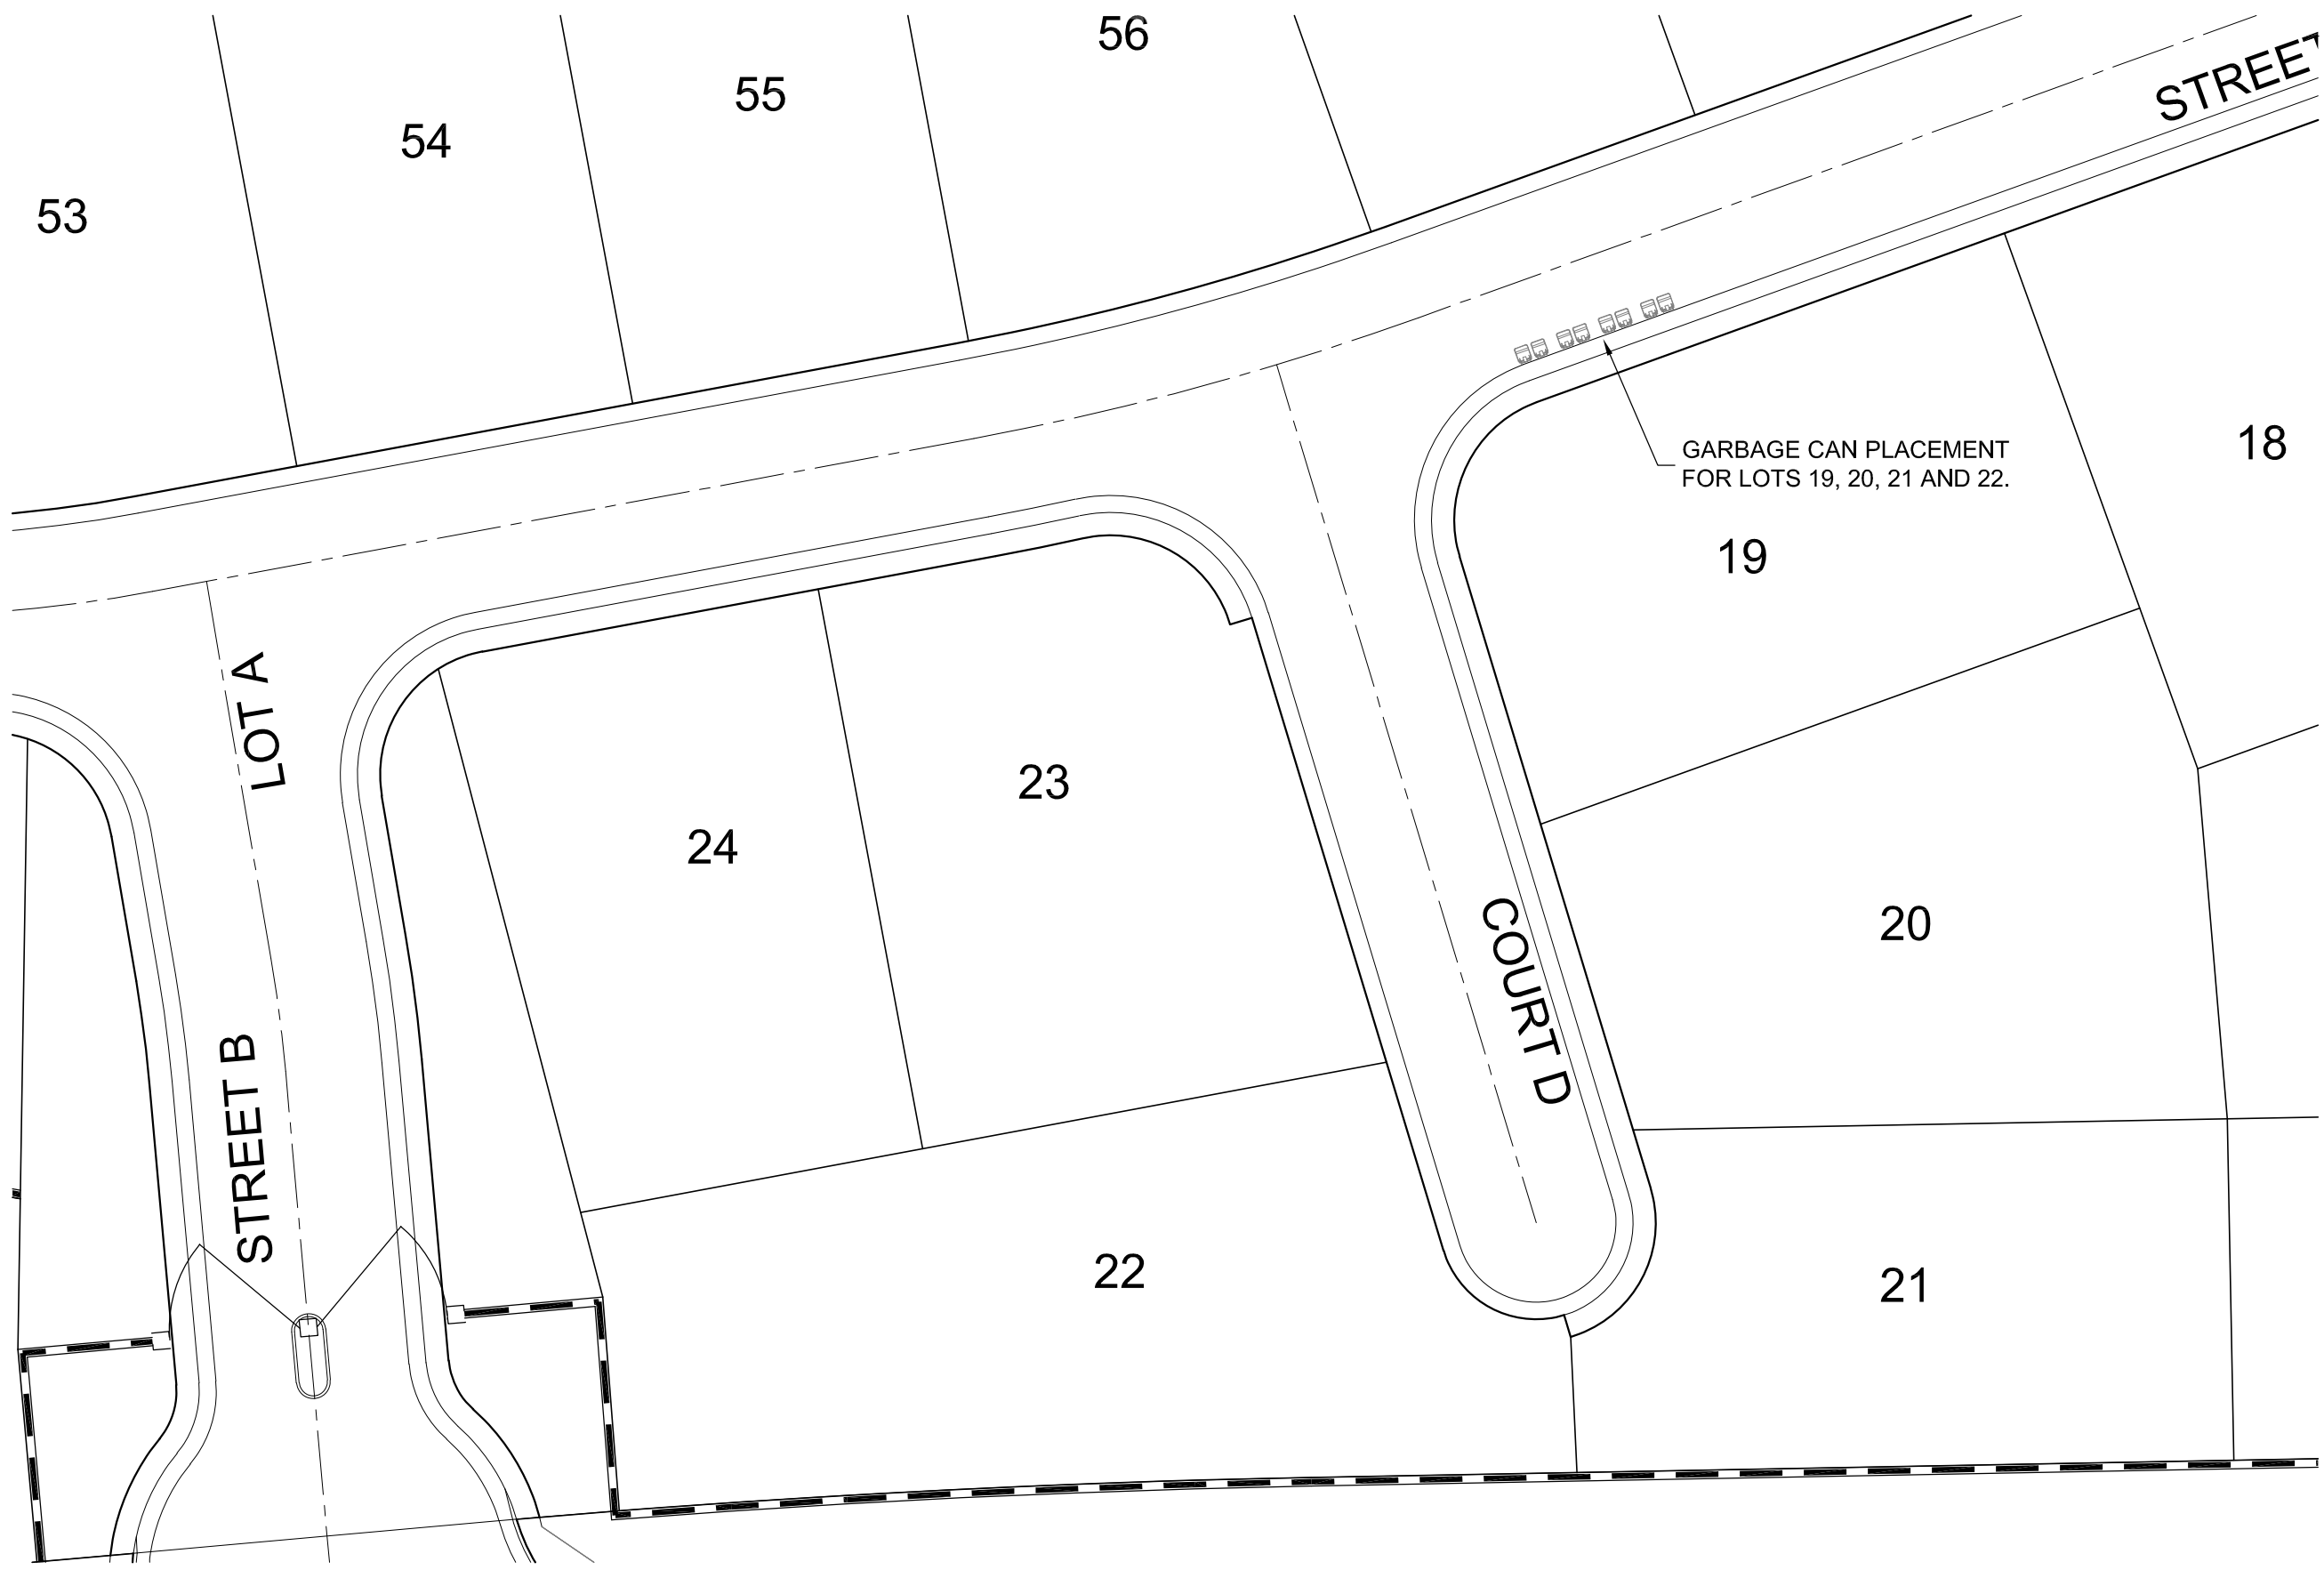 56
STREET
55
54
53
GARBAGE CAN PLACEMENT
FOR LOTS 19, 20, 21 AND 22.
18
19
LOT A
23
24
20
COURT D
STREET B
22
21